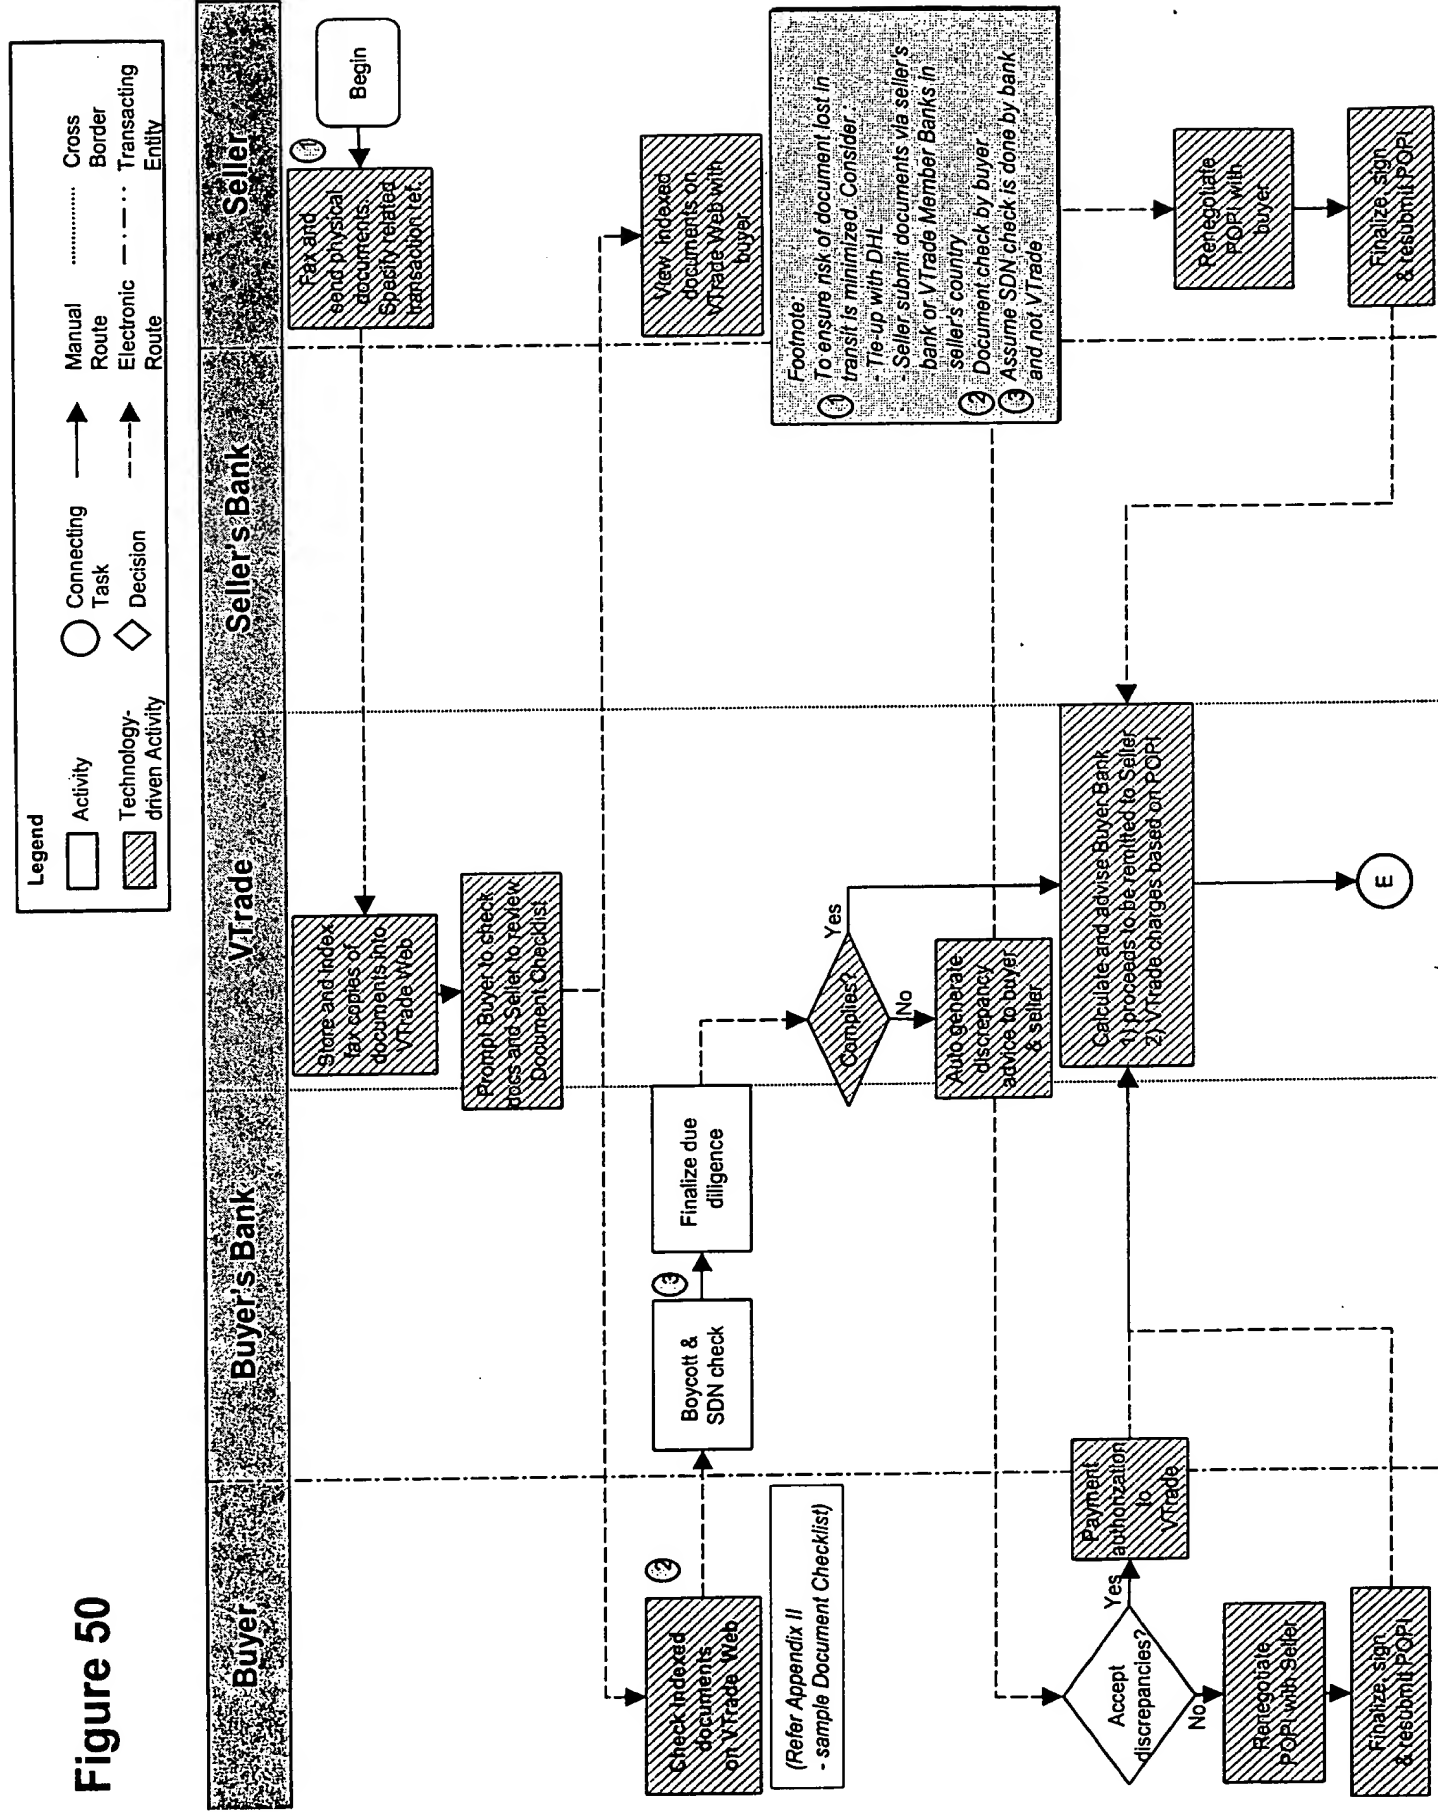 Figure 50
Legend
Activity
Technology-
driven Activity
Connecting
Task
Decision
Manual
Route
Electronic
Route
Cross
Border
Transacting
Entity
Buyer
Buyer's Bank
VTrade
Seller's Bank
Seller
Begin
1
Fax and
send physical
documents.
Specify related
transaction ref.
Store and index
fax copies of
documents into
VTrade Web
Prompt Buyer to check
docs and Seller to review
Document Checklist
View indexed
documents on
VTrade Web with
buyer
2
Check indexed
documents
on VTrade Web
(Refer Appendix II
- sample Document Checklist)
Boycott &
SDN check
3
Finalize due
diligence
Complies?
Yes
No
Auto generate
discrepancy
advice to buyer
& seller
Footnote:
1 To ensure risk of document lost in
transit is minimized. Consider:
- Tie-up with DHL
- Seller submit documents via seller's
bank or VTrade Member Banks in
seller's country
2 Document check by buyer
3 Assume SDN check is done by bank
and not VTrade
Accept
discrepancies?
Yes
No
Payment
authorization
to
VTrade
Calculate and advise Buyer Bank
1) proceeds to be remitted to Seller
2) VTrade charges based on POPI
Renegotiate
POPI with
buyer
Renegotiate
POPI with Seller
Finalize, sign
& resubmit POPI
Finalize, sign
& resubmit POPI
E